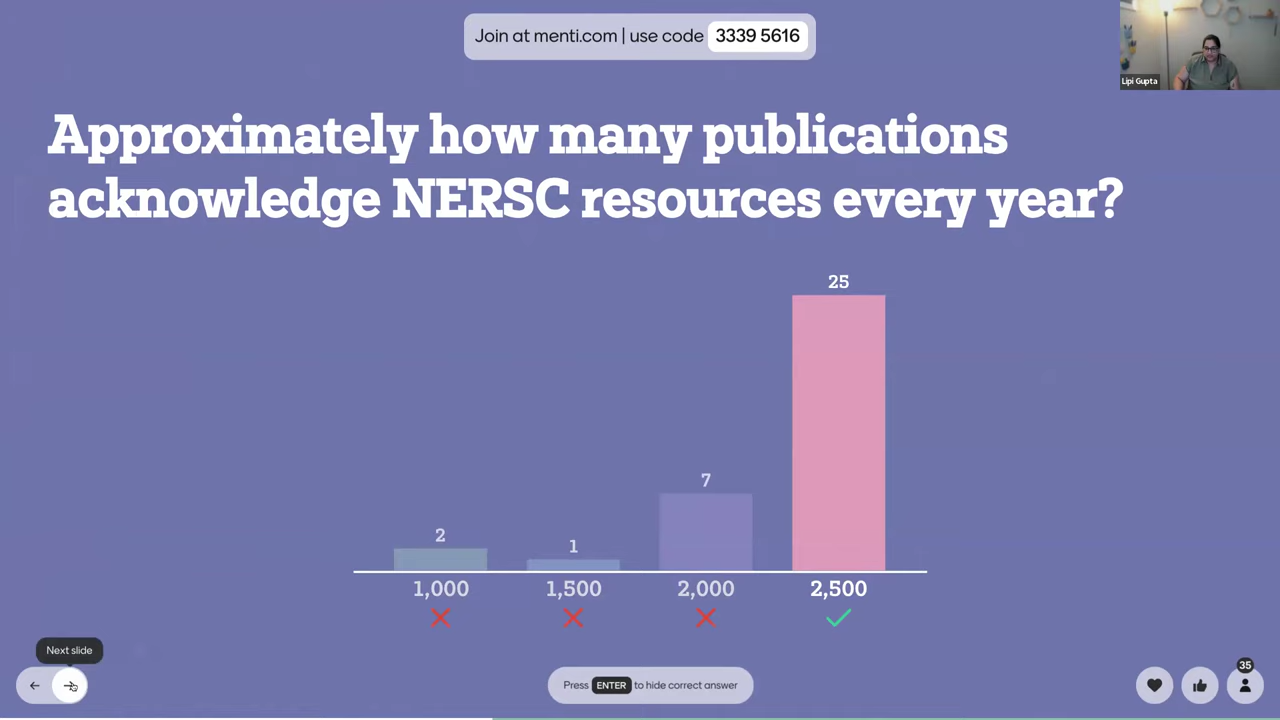 Join at menti.com | use code 3339 5616
Lipi Gupta
Approximately how many publications
acknowledge NERSC resources every year?
25
7
2
1
1,000 1,500 2,000 2,500
Next slide
Press ENTER to hide correct answer
35